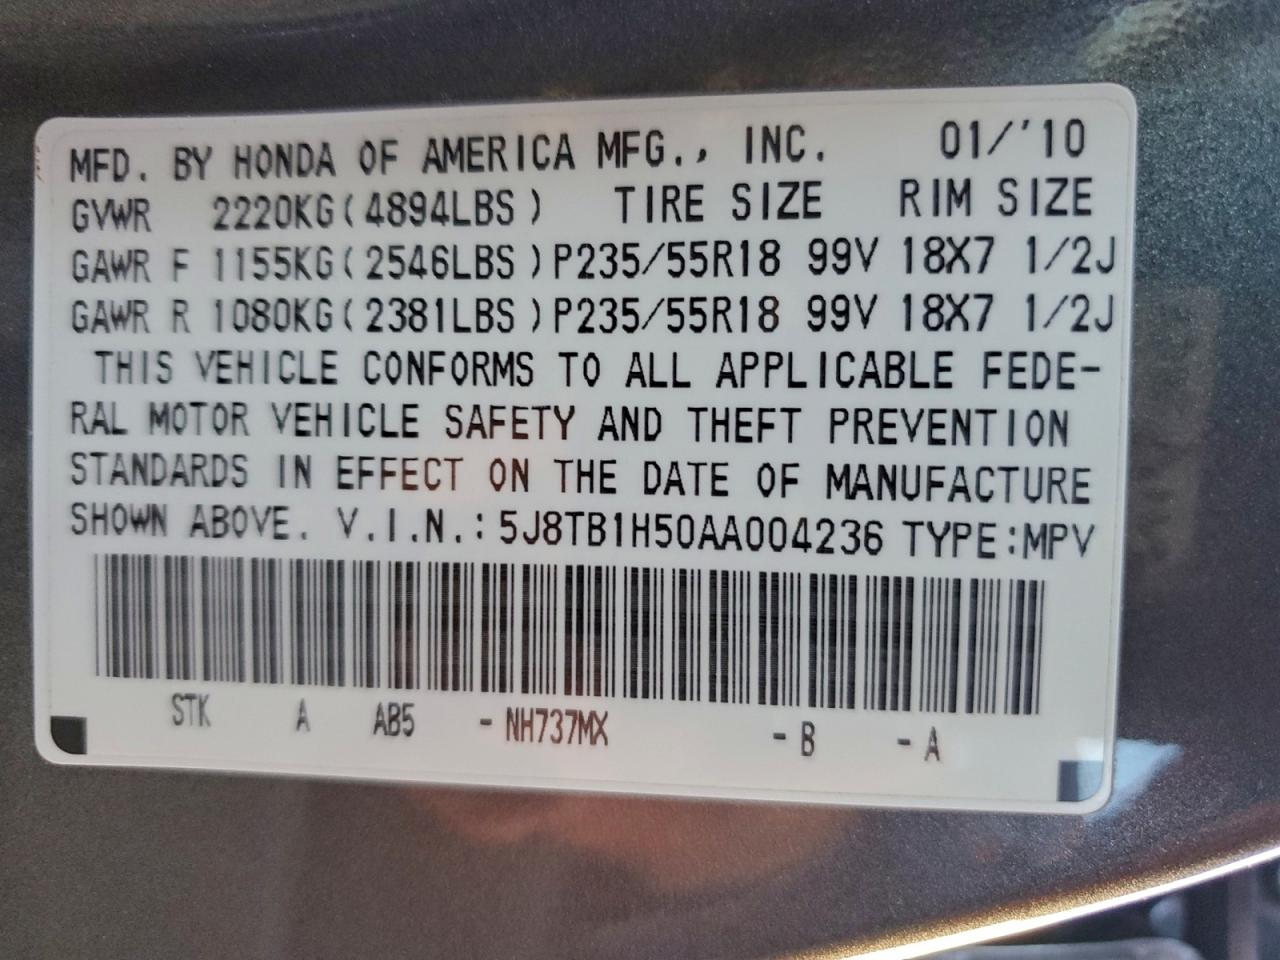 MFD. BY HONDA OF AMERICA MFG., INC. 01/'10
GVWR 2220KG(4894LBS) TIRE SIZE RIM SIZE
GAWR F 1155KG(2546LBS)P235/55R18 99V 18X7 1/2J
GAWR R 1080KG(2381LBS)P235/55R18 99V 18X7 1/2J
THIS VEHICLE CONFORMS TO ALL APPLICABLE FEDE-
RAL MOTOR VEHICLE SAFETY AND THEFT PREVENTION
STANDARDS IN EFFECT ON THE DATE OF MANUFACTURE
SHOWN ABOVE. V.I.N.:5J8TB1H50AA004236 TYPE:MPV
STK A AB5 -NH737MX -B -A